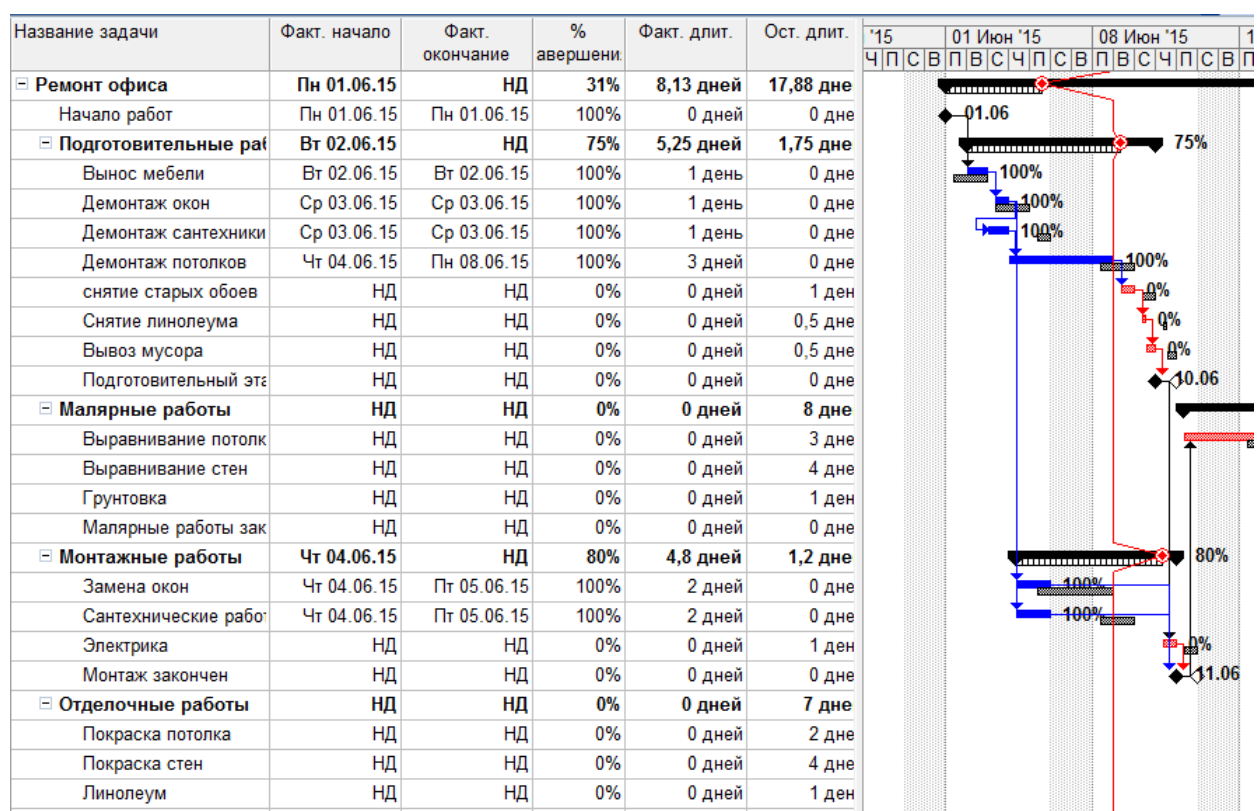 Название задачи Факт. начало Факт. окончание % авершени: Факт. длит. Ост. длит. '15 01 Июн '15 08 Июн '15 1
Ч П С В П В С Ч П С В П В С Ч П С В П
Ремонт офиса Пн 01.06.15 НД 31% 8,13 дней 17,88 дне
Начало работ Пн 01.06.15 Пн 01.06.15 100% 0 дней 0 дне 01.06
Подготовительные раб Вт 02.06.15 НД 75% 5,25 дней 1,75 дне 75%
Вынос мебели Вт 02.06.15 Вт 02.06.15 100% 1 день 0 дне 100%
Демонтаж окон Ср 03.06.15 Ср 03.06.15 100% 1 день 0 дне 100%
Демонтаж сантехники Ср 03.06.15 Ср 03.06.15 100% 1 день 0 дне 100%
Демонтаж потолков Чт 04.06.15 Пн 08.06.15 100% 3 дней 0 дне 100%
снятие старых обоев НД НД 0% 0 дней 1 ден 0%
Снятие линолеума НД НД 0% 0 дней 0,5 дне 0%
Вывоз мусора НД НД 0% 0 дней 0,5 дне 0%
Подготовительный эта НД НД 0% 0 дней 0 дне 10.06
Малярные работы НД НД 0% 0 дней 8 дне
Выравнивание потолк НД НД 0% 0 дней 3 дне
Выравнивание стен НД НД 0% 0 дней 4 дне
Грунтовка НД НД 0% 0 дней 1 ден
Малярные работы зак НД НД 0% 0 дней 0 дне
Монтажные работы Чт 04.06.15 НД 80% 4,8 дней 1,2 дне 80%
Замена окон Чт 04.06.15 Пт 05.06.15 100% 2 дней 0 дне 100%
Сантехнические работ Чт 04.06.15 Пт 05.06.15 100% 2 дней 0 дне 100%
Электрика НД НД 0% 0 дней 1 ден 0%
Монтаж закончен НД НД 0% 0 дней 0 дне 11.06
Отделочные работы НД НД 0% 0 дней 7 дне
Покраска потолка НД НД 0% 0 дней 2 дне
Покраска стен НД НД 0% 0 дней 4 дне
Линолеум НД НД 0% 0 дней 1 ден